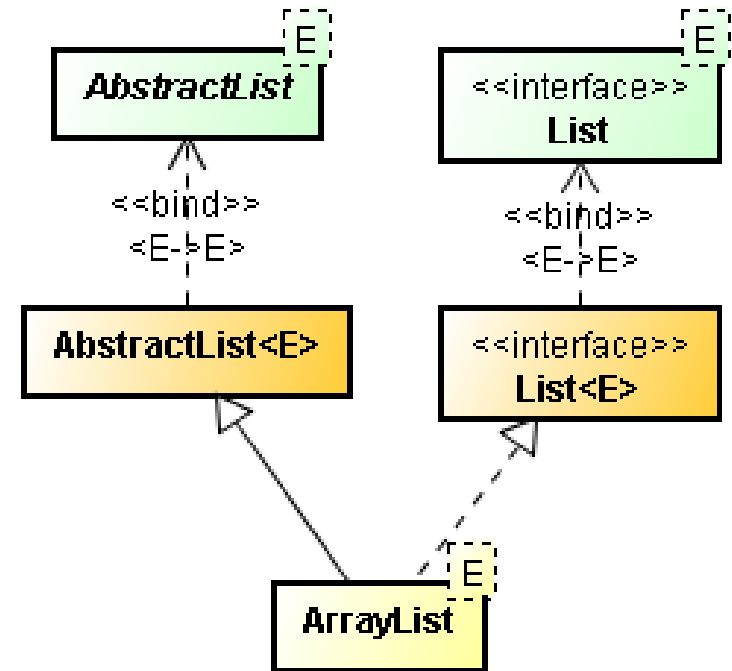 E
AbstractList
E
<<interface>>
List
<<bind>>
<E->E>
<<bind>>
<E->E>
AbstractList<E>
<<interface>>
List<E>
E
ArrayList